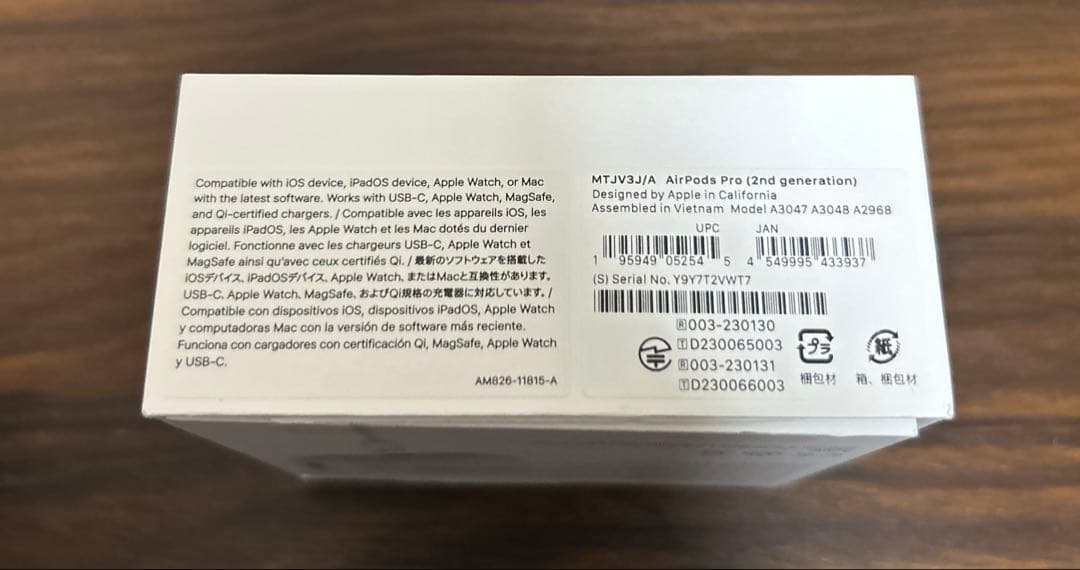 Compatible with iOS device, iPadOS device, Apple Watch, or Mac
with the latest software. Works with USB-C, Apple Watch, MagSafe,
and Qi-certified chargers. / Compatible avec les appareils iOS, les
appareils iPadOS, les Apple Watch et les Mac dotés du dernier
logiciel. Fonctionne avec les chargeurs USB-C, Apple Watch et
MagSafe ainsi qu'avec ceux certifiés Qi. / 最新のソフトウェアを搭載した
iOSデバイス、iPadOSデバイス、Apple Watch、またはMacと互換性があります。
USB-C、Apple Watch、MagSafe、およびQi規格の充電器に対応しています。/
Compatible con dispositivos iOS, dispositivos iPadOS, Apple Watch
y computadoras Mac con la versión de software más reciente.
Funciona con cargadores con certificación Qi, MagSafe, Apple Watch
y USB-C.
AM826-11815-A
MTJV3J/A AirPods Pro (2nd generation)
Designed by Apple in California
Assembled in Vietnam Model A3047 A3048 A2968
UPC JAN
1 95949 05254 5 4 549995 433937
(S) Serial No. Y9Y7T2VWT7
R 003-230130
T D230065003
R 003-230131
T D230066003
プラ
梱包材
紙
箱、梱包材